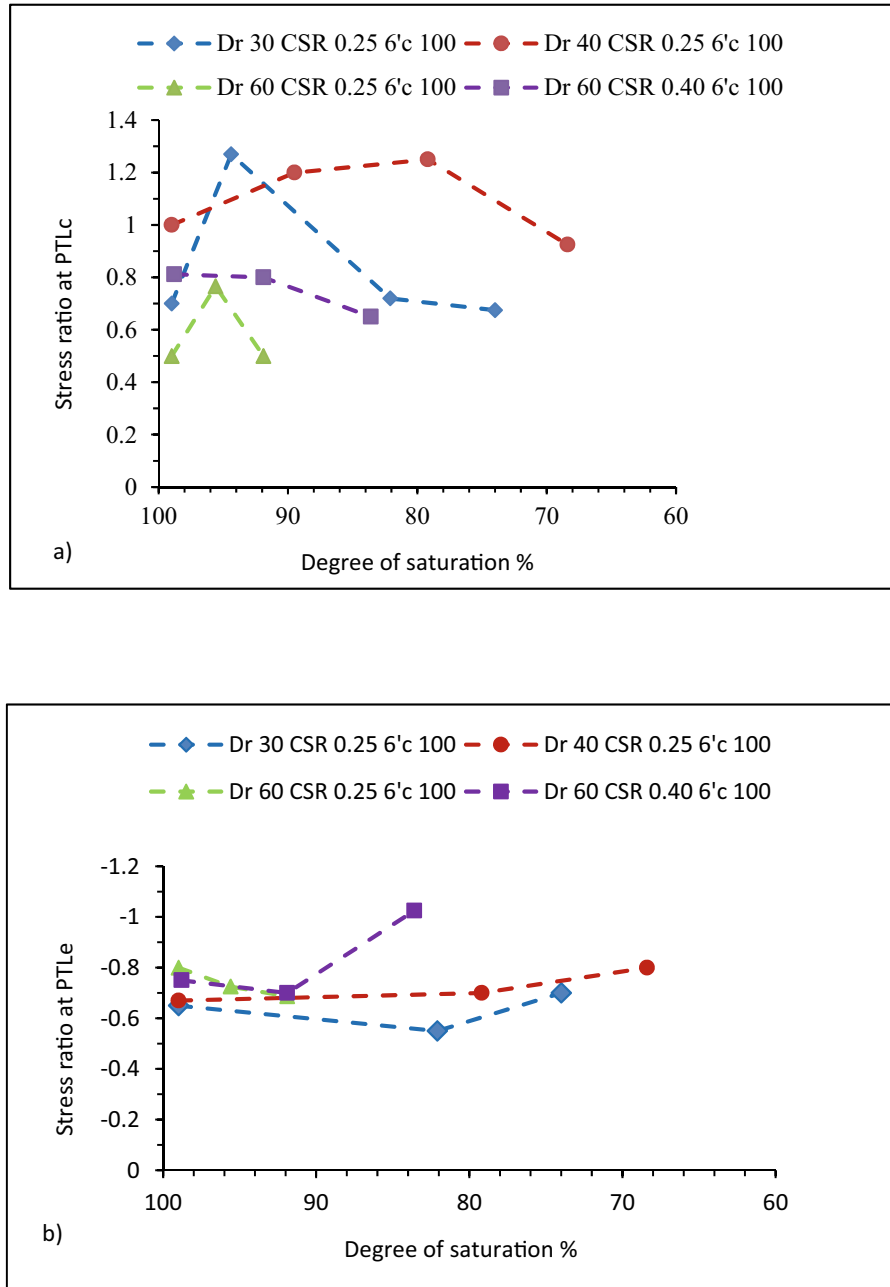 Dr 30 CSR 0.25 6'c 100 Dr 40 CSR 0.25 6'c 100
Dr 60 CSR 0.25 6'c 100 Dr 60 CSR 0.40 6'c 100
1.4
1.2
1
0.8
0.6
0.4
0.2
0
Stress ratio at PTLc
100 90 80 70 60
a)
Degree of saturation %
Dr 30 CSR 0.25 6'c 100 Dr 40 CSR 0.25 6'c 100
Dr 60 CSR 0.25 6'c 100 Dr 60 CSR 0.40 6'c 100
-1.2
-1
-0.8
-0.6
-0.4
-0.2
0
Stress ratio at PTLe
100 90 80 70 60
b)
Degree of saturation %